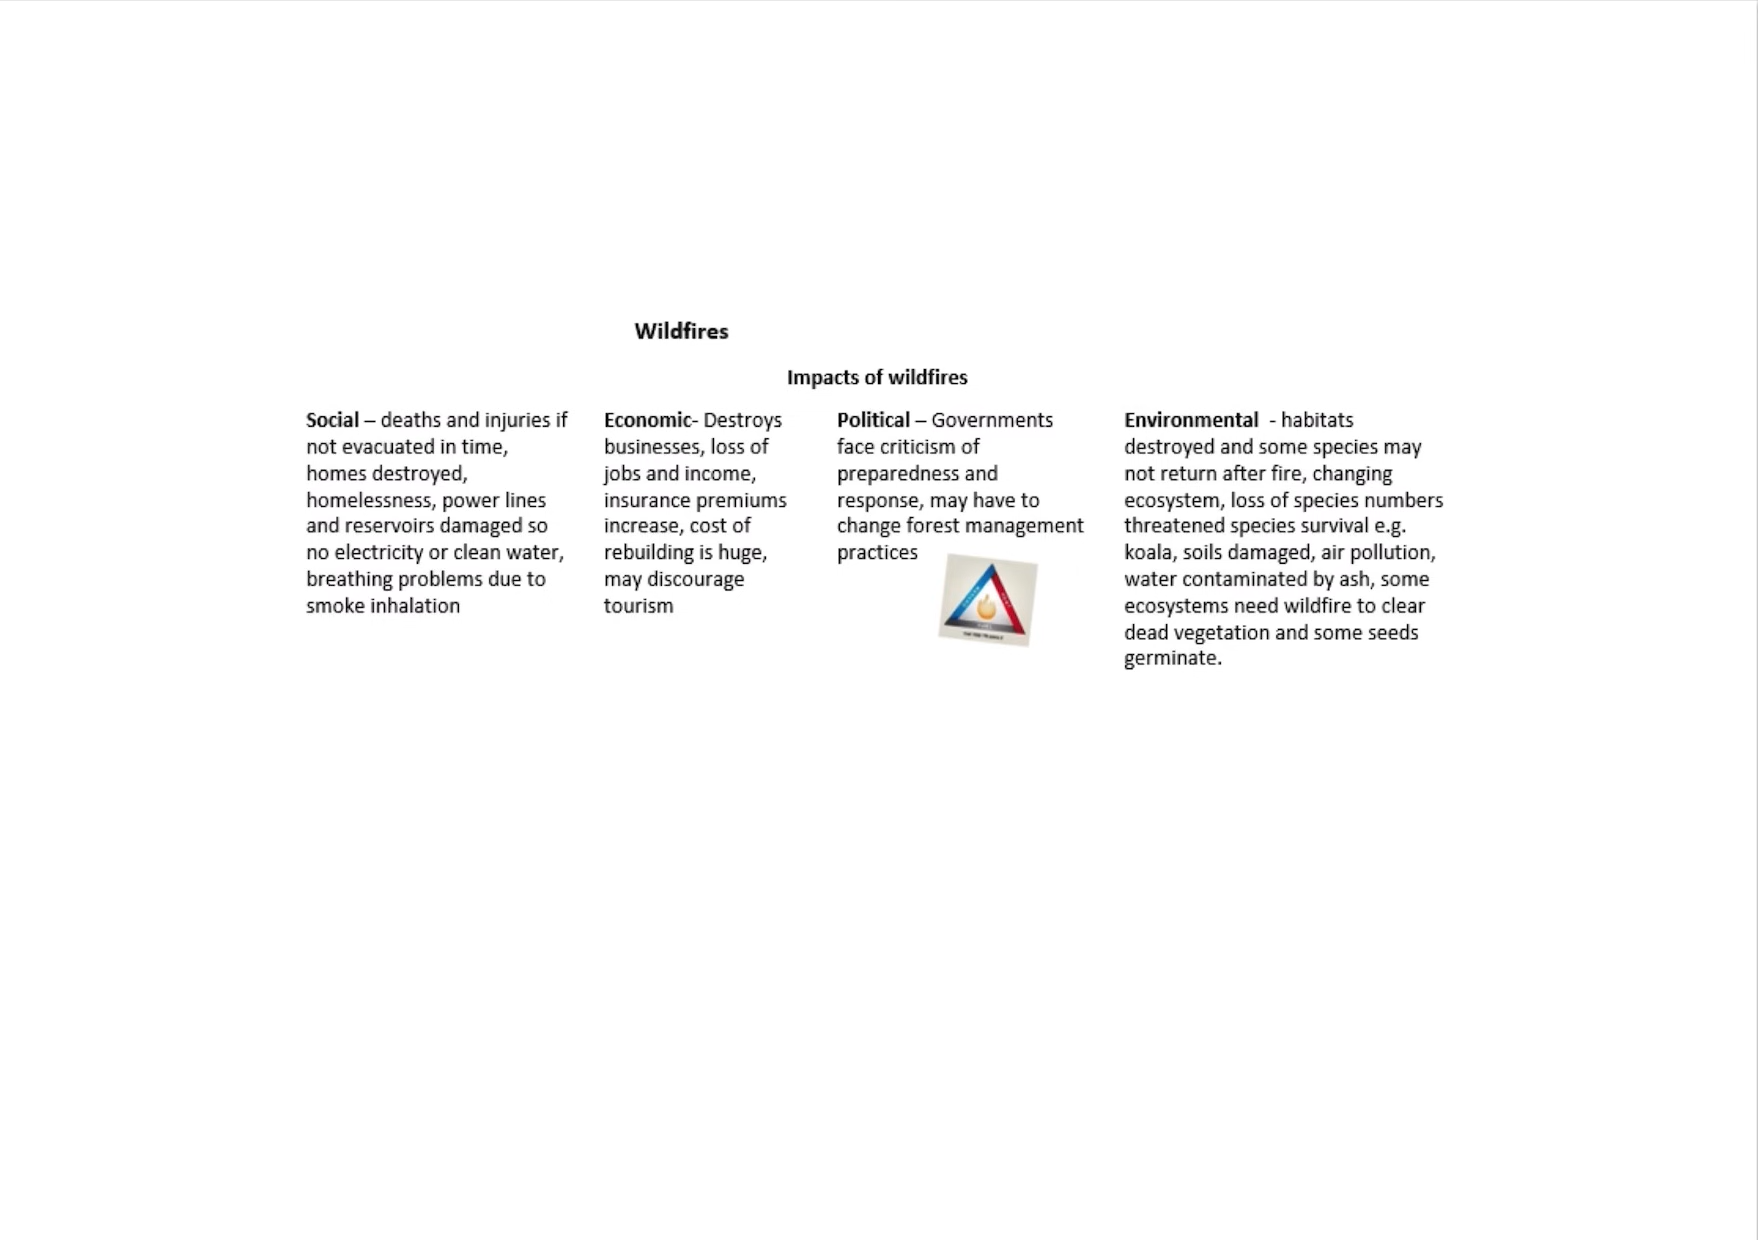 Wildfires
Impacts of wildfires
Social – deaths and injuries if
not evacuated in time,
homes destroyed,
homelessness, power lines
and reservoirs damaged so
no electricity or clean water,
breathing problems due to
smoke inhalation
Economic- Destroys
businesses, loss of
jobs and income,
insurance premiums
increase, cost of
rebuilding is huge,
may discourage
tourism
Political – Governments
face criticism of
preparedness and
response, may have to
change forest management
practices
Environmental  - habitats
destroyed and some species may
not return after fire, changing
ecosystem, loss of species numbers
threatened species survival e.g.
koala, soils damaged, air pollution,
water contaminated by ash, some
ecosystems need wildfire to clear
dead vegetation and some seeds
germinate.